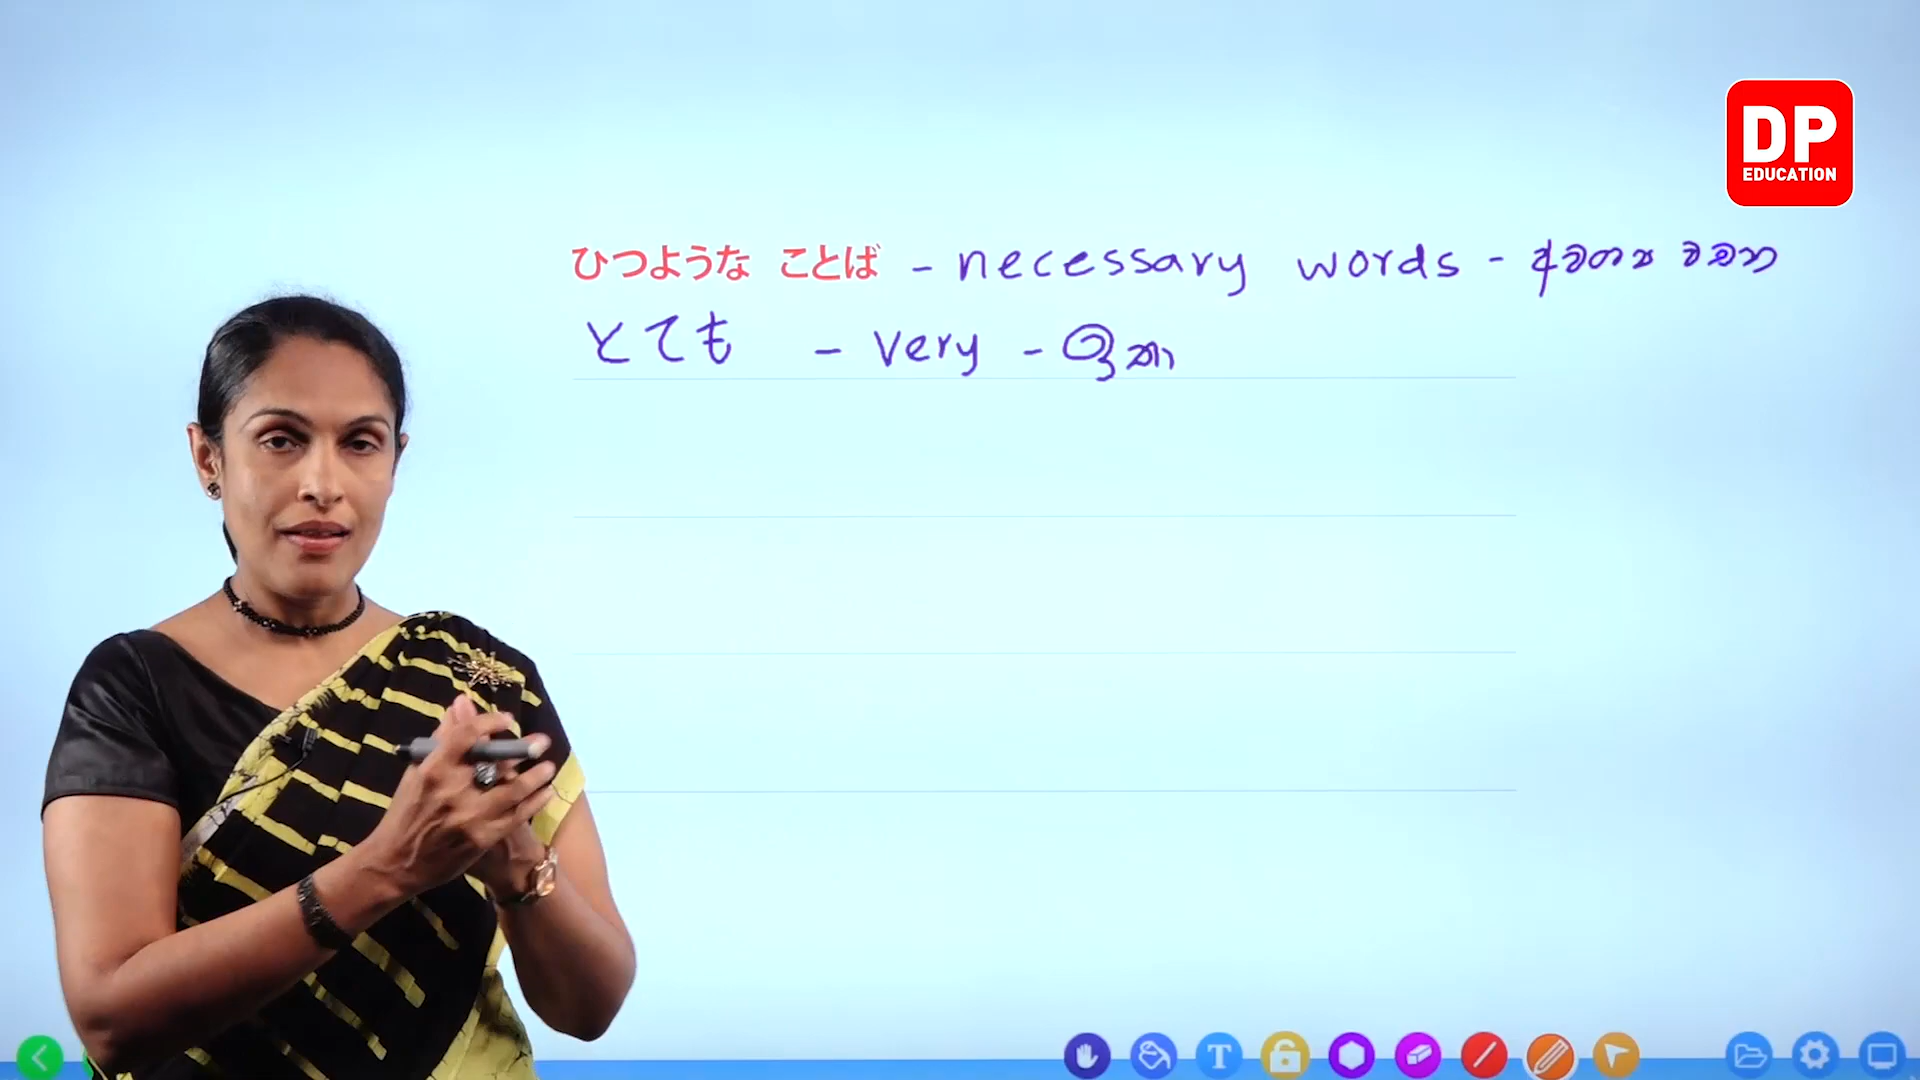 DP
EDUCATION
ひつような ことば - necessary words - අවශ්‍ය වචන
とても - very - ඉතා